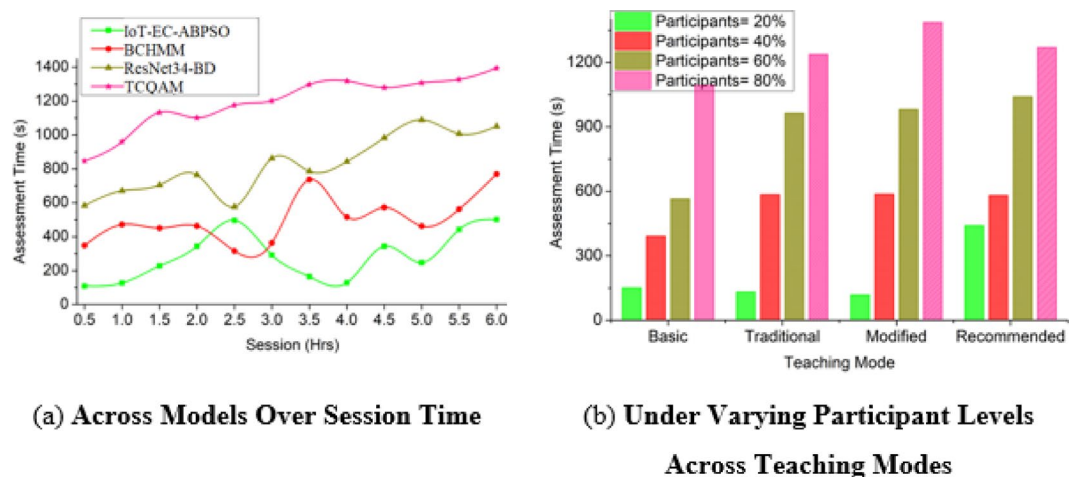 IoT-EC-ABPSO
BCHMM
ResNet34-BD
TCQAM
1400
1200
1000
800
600
400
200
0
Assessment Time (s)
0.5 1.0 1.5 2.0 2.5 3.0 3.5 4.0 4.5 5.0 5.5 6.0
Session (Hrs)
(a) Across Models Over Session Time
Participants= 20%
Participants= 40%
Participants= 60%
Participants= 80%
1200
900
600
300
0
Assessment Time (s)
Basic Traditional Modified Recommended
Teaching Mode
(b) Under Varying Participant Levels
Across Teaching Modes